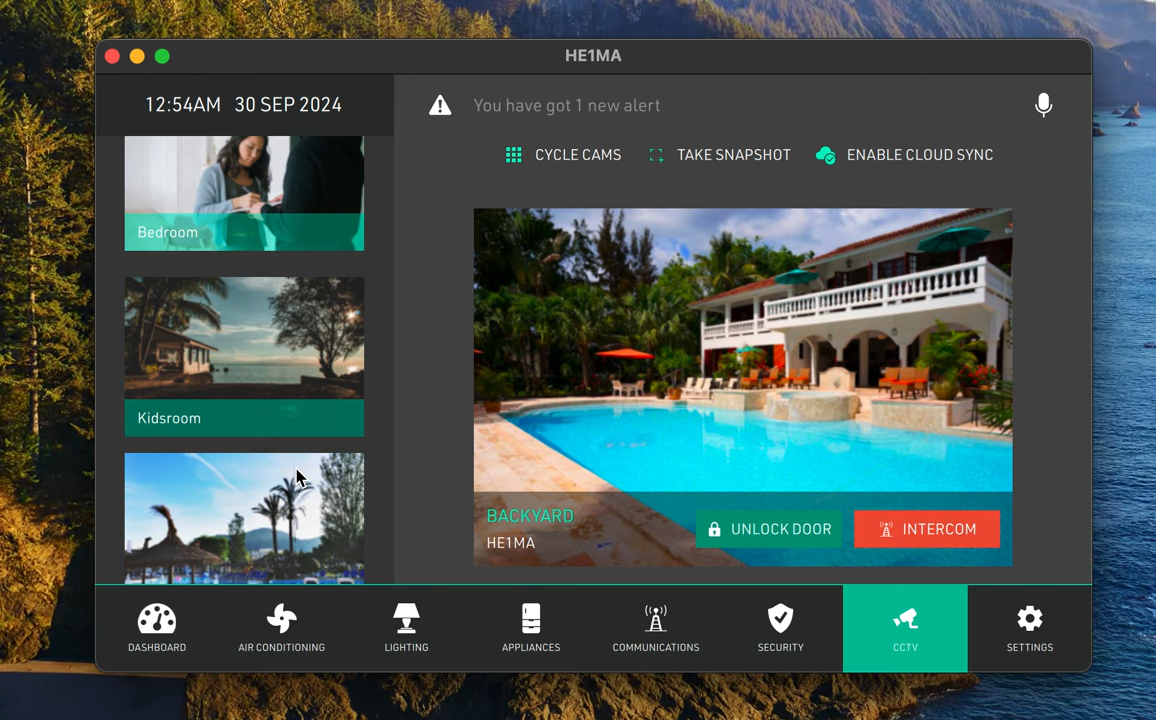 HE1MA
12:54AM 30 SEP 2024
You have got 1 new alert
CYCLE CAMS
TAKE SNAPSHOT
ENABLE CLOUD SYNC
Bedroom
Kidsroom
BACKYARD
HE1MA
UNLOCK DOOR
INTERCOM
DASHBOARD
AIR CONDITIONING
LIGHTING
APPLIANCES
COMMUNICATIONS
SECURITY
CCTV
SETTINGS